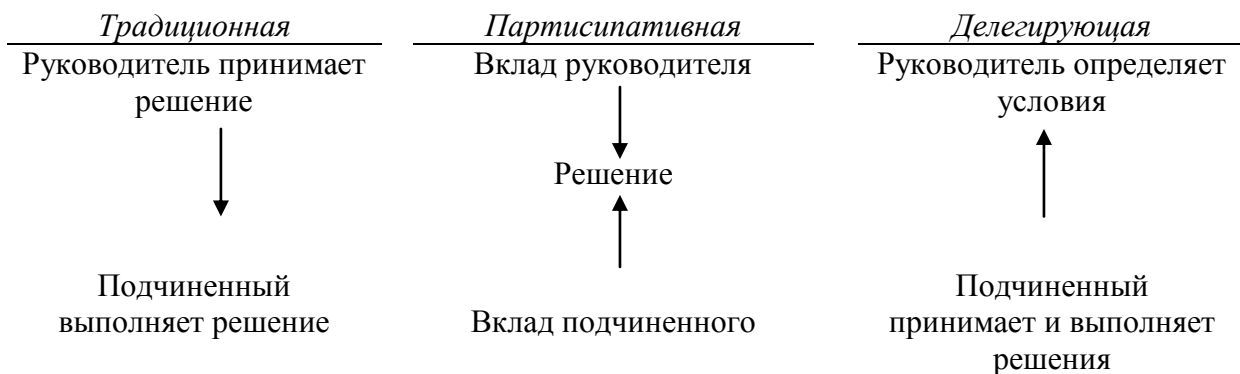 Традиционная
Руководитель принимает
решение
Подчиненный
выполняет решение
Партисипативная
Вклад руководителя
Решение
Вклад подчиненного
Делегирующая
Руководитель определяет
условия
Подчиненный
принимает и выполняет
решения